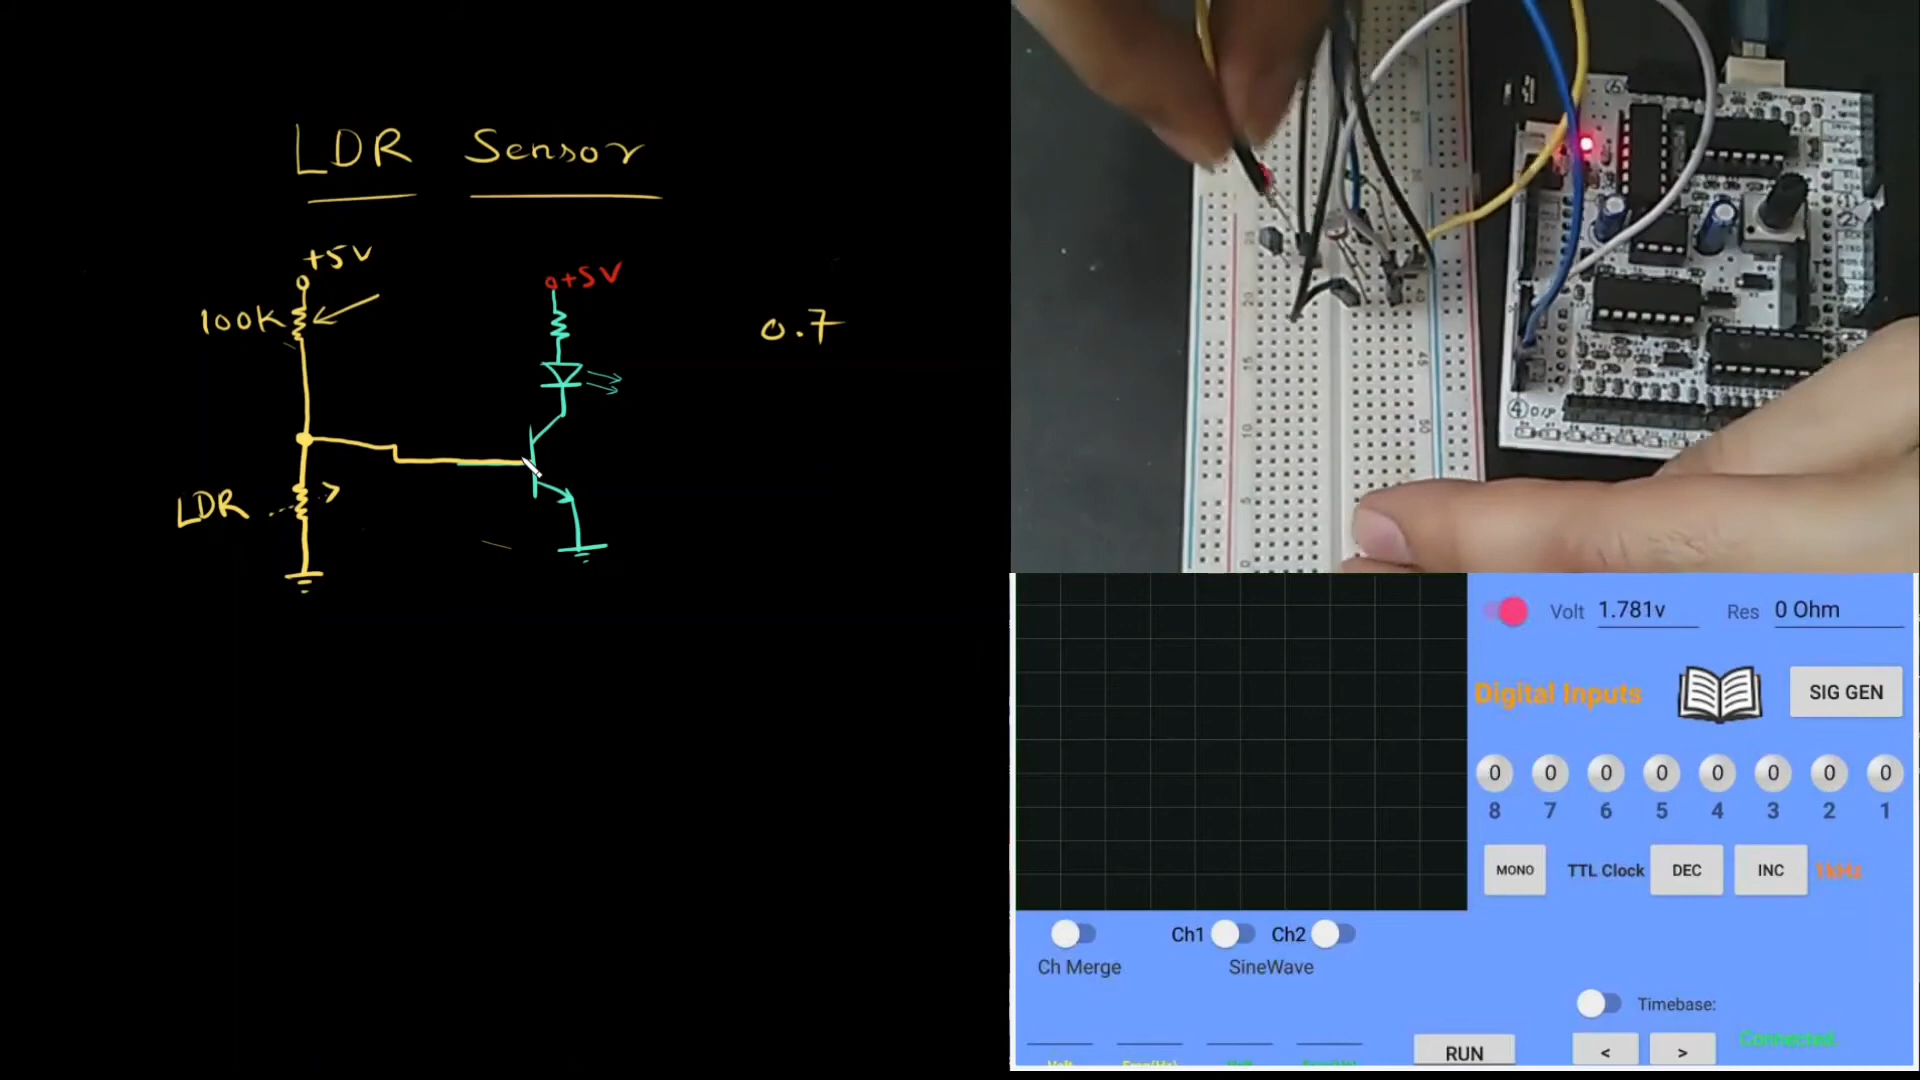 LDR Sensor
+5V
+5V
100K
0.7
LDR
④ O/P
Volt 1.781v Res 0 Ohm
Digital Inputs SIG GEN
0 0 0 0 0 0 0 0
8 7 6 5 4 3 2 1
MONO TTL Clock DEC INC 1kHz
Ch1 Ch2
Ch Merge SineWave
Timebase:
Connected.
RUN < >